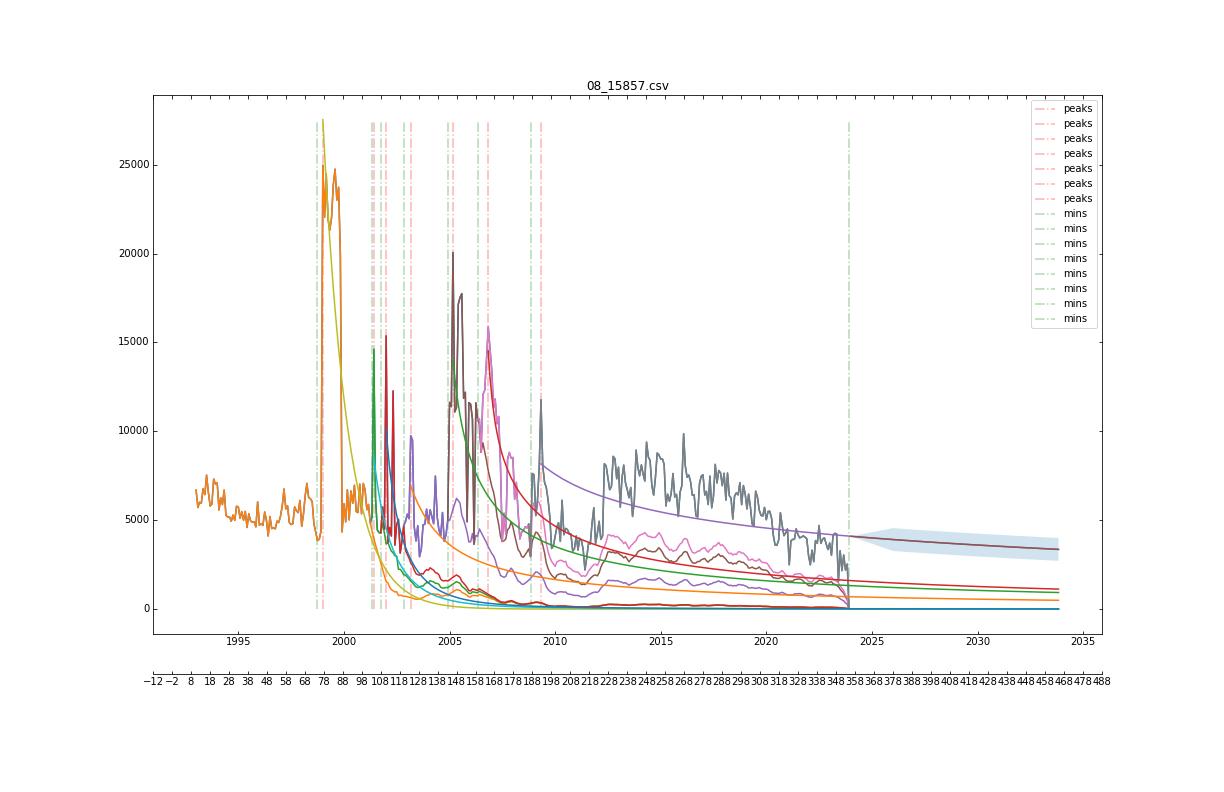 08_15857.csv
peaks
peaks
peaks
peaks
peaks
peaks
peaks
mins
mins
mins
mins
mins
mins
mins
mins
25000
20000
15000
10000
5000
0
1995 2000 2005 2010 2015 2020 2025 2030 2035
−12 −2 8 18 28 38 48 58 68 78 88 98 108 118 128 138 148 158 168 178 188 198 208 218 228 238 248 258 268 278 288 298 308 318 328 338 348 358 368 378 388 398 408 418 428 438 448 458 468 478 488